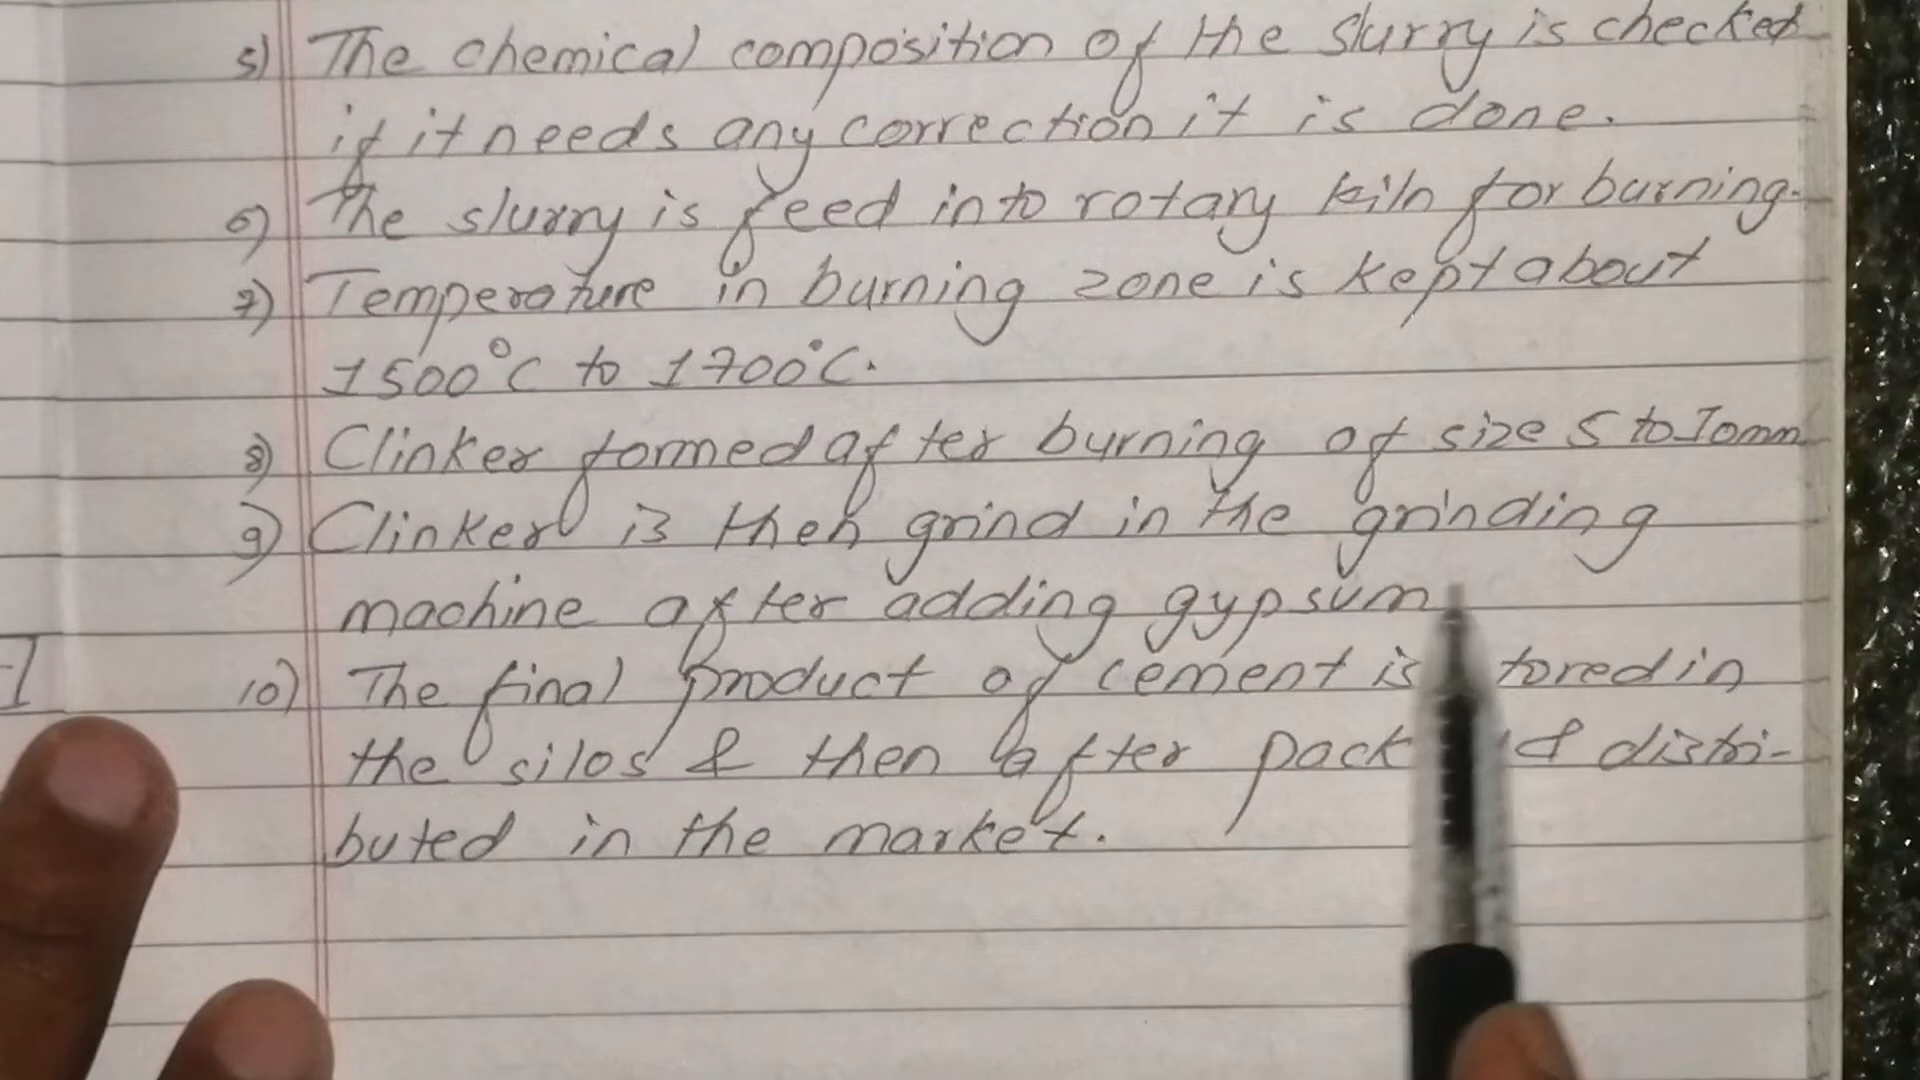 5) The chemical composition of the slurry is checked
if it needs any correction it is done.
6) The slurry is feed into rotary kiln for burning.
7) Temperature in burning zone is kept about
1500°C to 1700°C.
8) Clinker formed after burning of size 5 to 10mm
9) Clinker is then grind in the grinding
machine after adding gypsum
10) The final product of cement is tored in
the silos & then after pack d distri-
buted in the market.